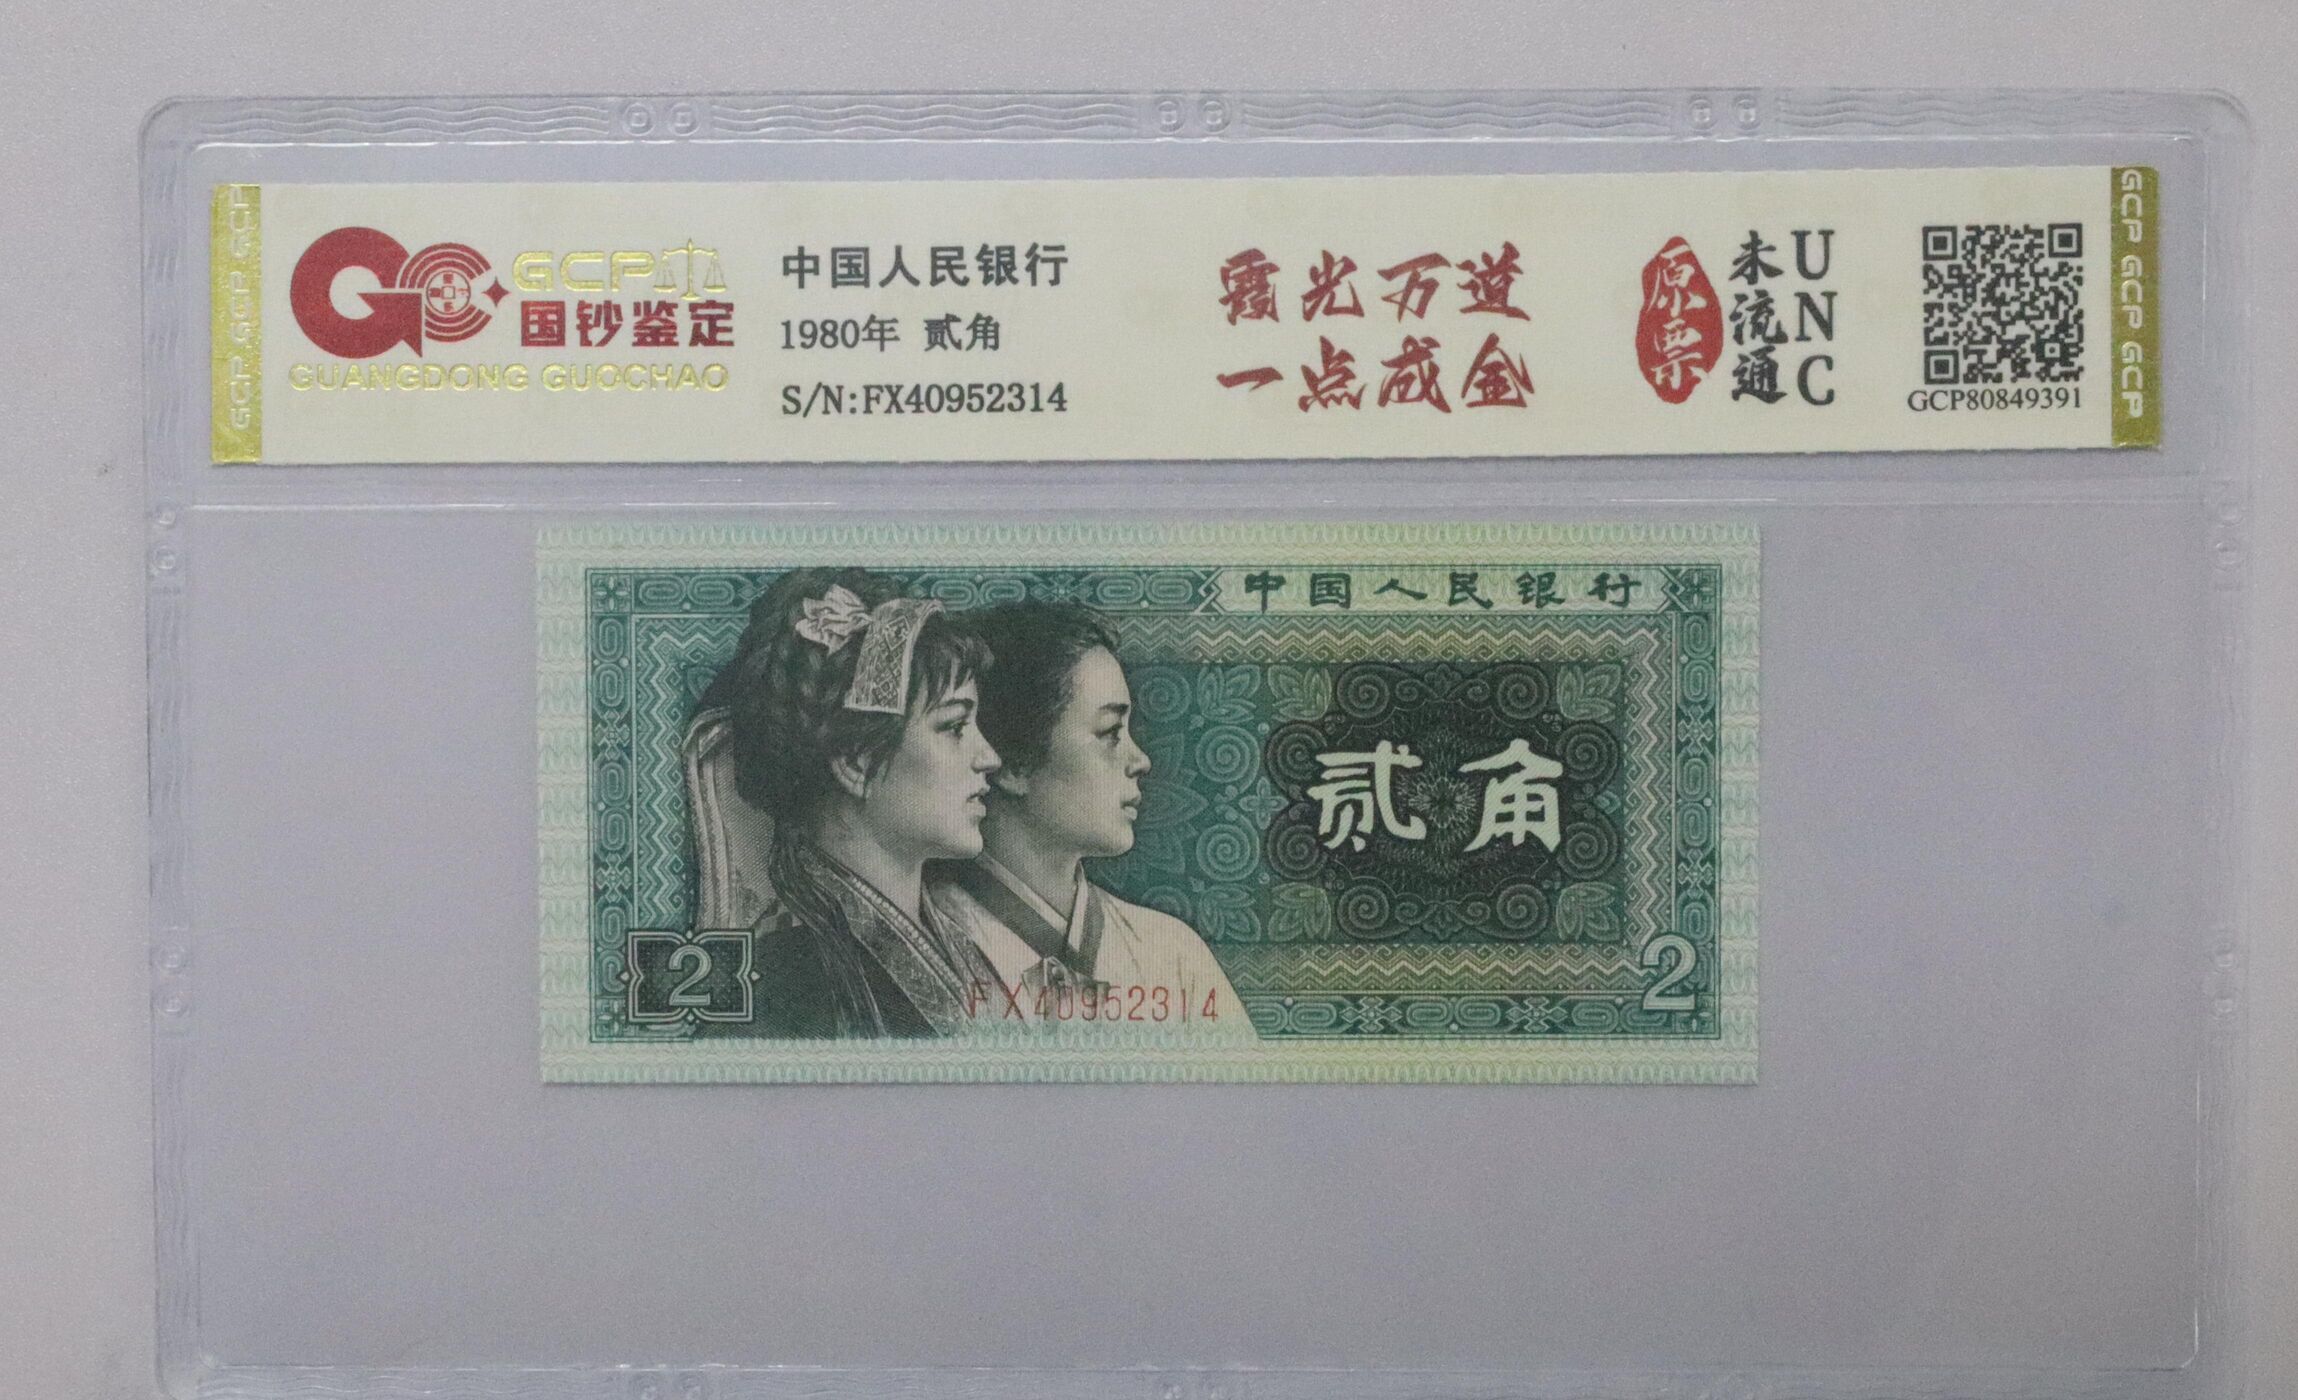 GCP
国钞鉴定
GUANGDONG GUOCHAO
中国人民银行
1980年 贰角
S/N:FX40952314
霞光万道
一点成金
原票
未流通
UNC
GCP80849391
GCP GCP GCP
GCP GCP GCP
中国人民银行
贰角
2
2
FX40952314